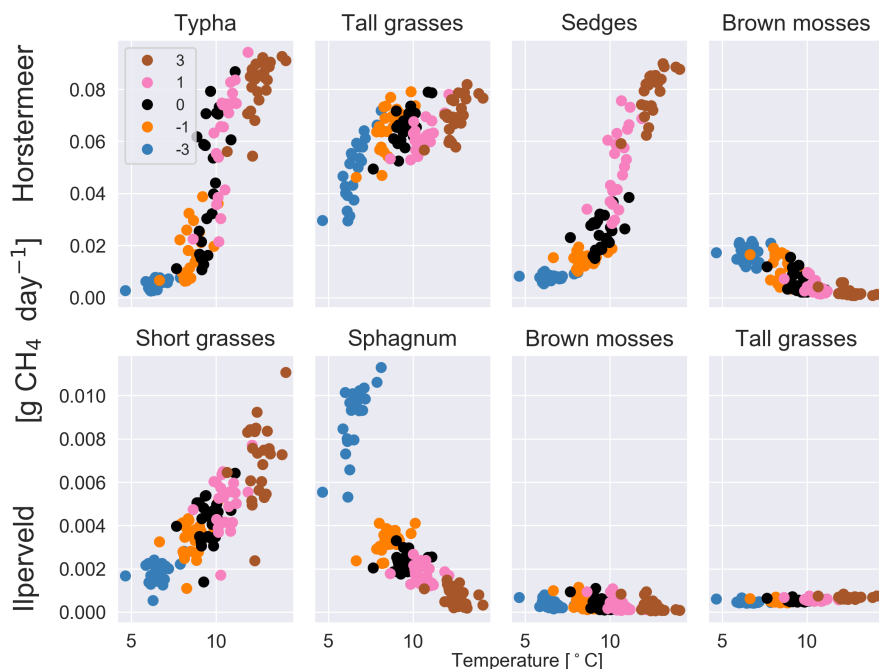 Typha Tall grasses Sedges Brown mosses
3
1
0
-1
-3
0.08
0.06
0.04
0.02
0.00
Horstermeer
[g CH₄ day⁻¹]
Short grasses Sphagnum Brown mosses Tall grasses
0.010
0.008
0.006
0.004
0.002
0.000
Ilperveld
5 10 5 10 5 10 5 10
Temperature [°C]